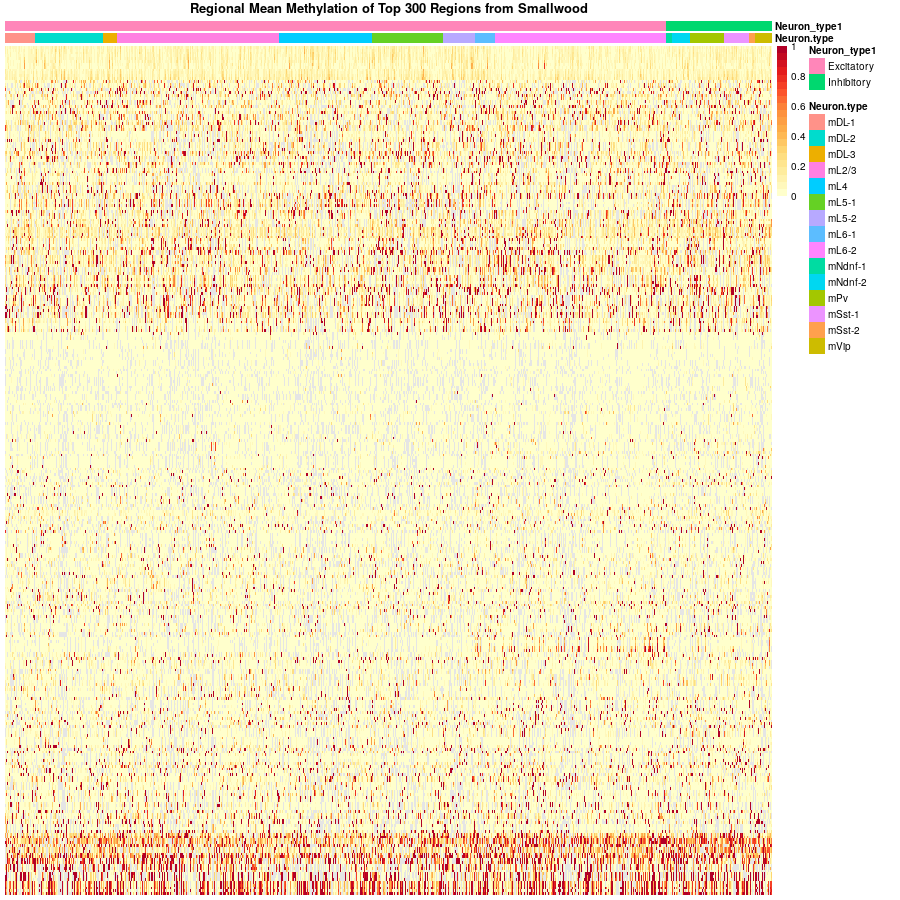 Regional Mean Methylation of Top 300 Regions from Smallwood
Neuron_type1
Neuron.type
1
0.8
0.6
0.4
0.2
0
Neuron_type1
Excitatory
Inhibitory
Neuron.type
mDL-1
mDL-2
mDL-3
mL2/3
mL4
mL5-1
mL5-2
mL6-1
mL6-2
mNdnf-1
mNdnf-2
mPv
mSst-1
mSst-2
mVip